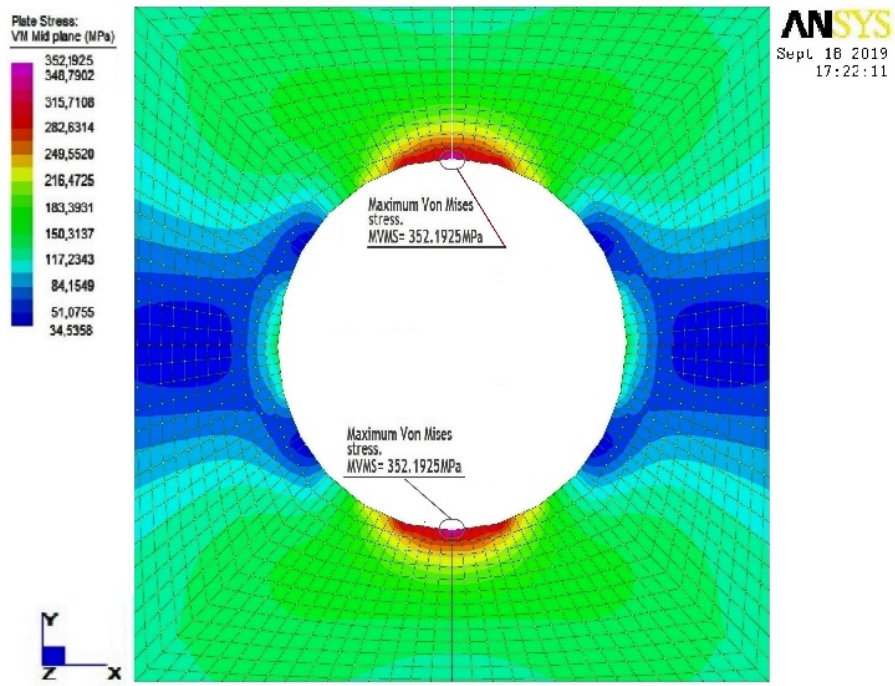 Plate Stress:
VM Mid plane (MPa)
352,1925
348,7902
315,7108
282,6314
249,5520
216,4725
183,3931
150,3137
117,2343
84,1549
51,0755
34,5358
ANSYS
Sept 18 2019
17:22:11
Maximum Von Mises
stress.
MVMS= 352.1925MPa
Maximum Von Mises
stress.
MVMS= 352.1925MPa
Y
Z X